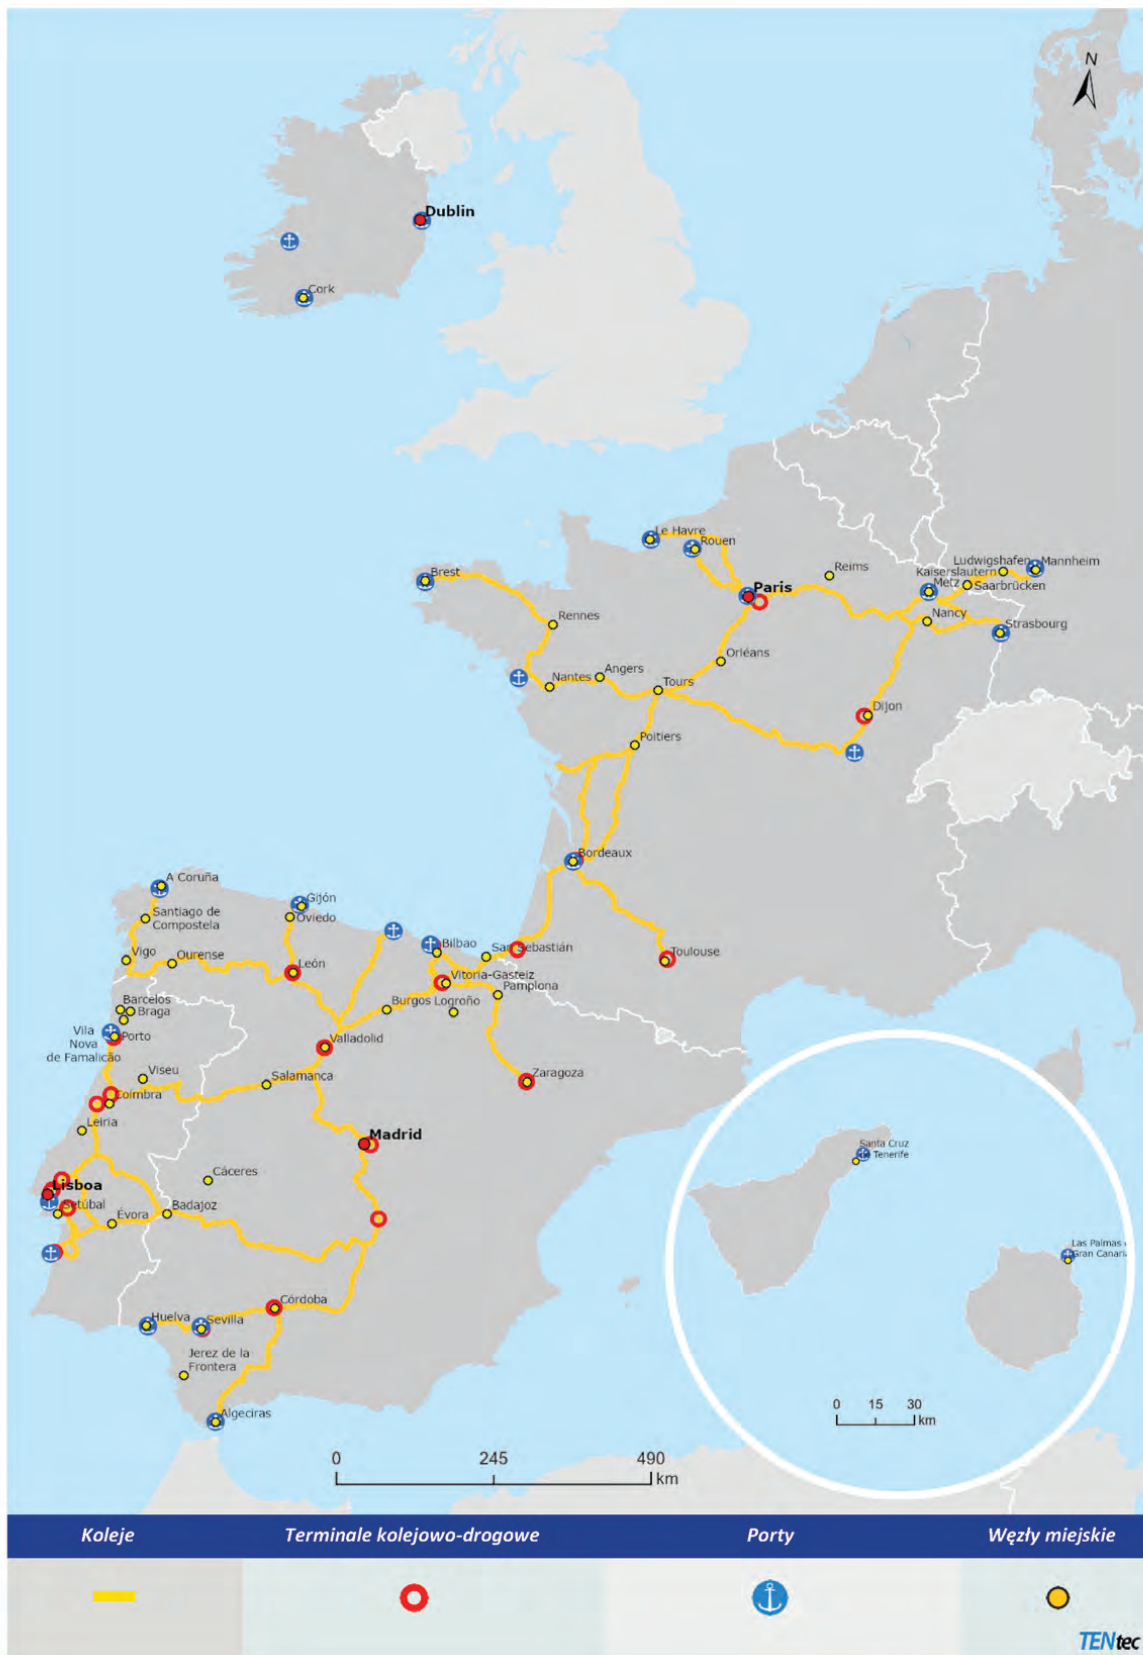 N
Dublin
Cork
Le Havre
Rouen
Brest
Paris
Reims
Ludwigshafen
Mannheim
Kaiserslautern
Metz
Saarbrücken
Rennes
Nancy
Strasbourg
Orléans
Nantes
Angers
Tours
Dijon
Poitiers
Bordeaux
A Coruña
Gijón
Santiago de
Compostela
Oviedo
Vigo
Ourense
León
Bilbao
San Sebastián
Toulouse
Vitoria-Gasteiz
Pamplona
Burgos
Logroño
Barcelos
Braga
Vila
Nova
de Famalicão
Porto
Valladolid
Viseu
Salamanca
Zaragoza
Coimbra
Leiria
Madrid
Cáceres
Lisboa
Setúbal
Évora
Badajoz
Córdoba
Huelva
Sevilla
Jerez de la
Frontera
Algeciras
Santa Cruz
Tenerife
Las Palmas
Gran Canari
0 15 30
km
0 245 490
km
Koleje Terminale kolejowo-drogowe Porty Węzły miejskie
TENtec